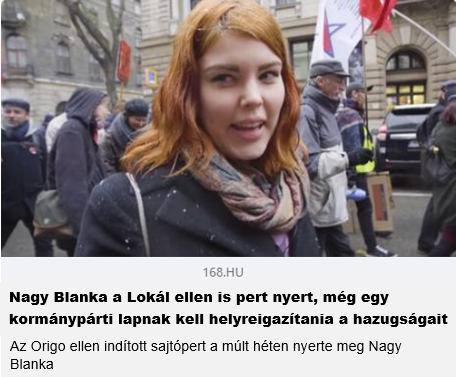 168.HU
Nagy Blanka a Lokál ellen is pert nyert, még egy
kormánypárti lapnak kell helyreigazítania a hazugságait
Az Origo ellen indított sajtópert a múlt héten nyerte meg Nagy
Blanka